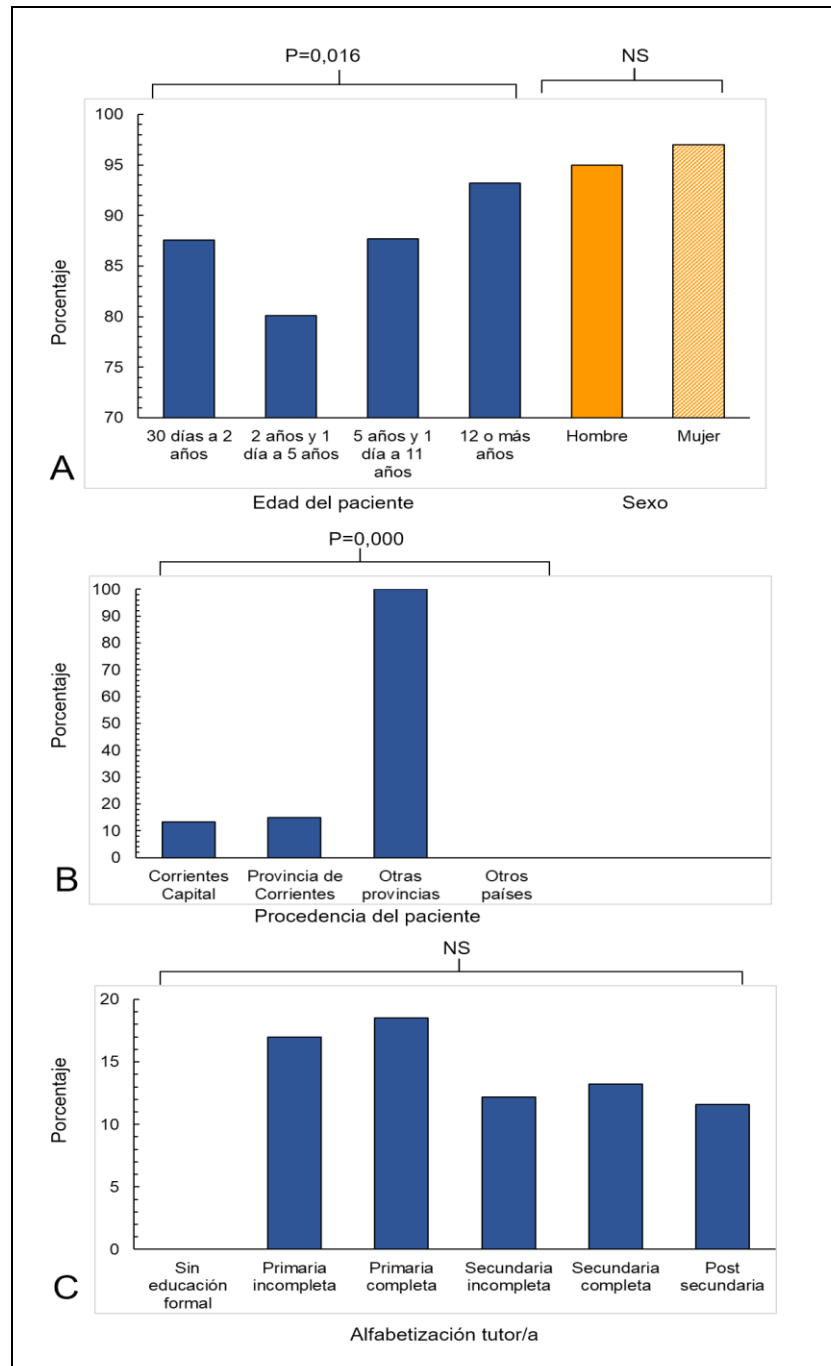 P=0,016
NS
100
95
90
85
80
75
70
Porcentaje
30 días a 2
años
2 años y 1
día a 5 años
5 años y 1
día a 11
años
12 o más
años
Hombre
Mujer
A
Edad del paciente
Sexo
P=0,000
100
90
80
70
60
50
40
30
20
10
0
Porcentaje
Corrientes
Capital
Provincia de
Corrientes
Otras
provincias
Otros
países
B
Procedencia del paciente
NS
20
15
10
5
0
Porcentaje
Sin
educación
formal
Primaria
incompleta
Primaria
completa
Secundaria
incompleta
Secundaria
completa
Post
secundaria
C
Alfabetización tutor/a